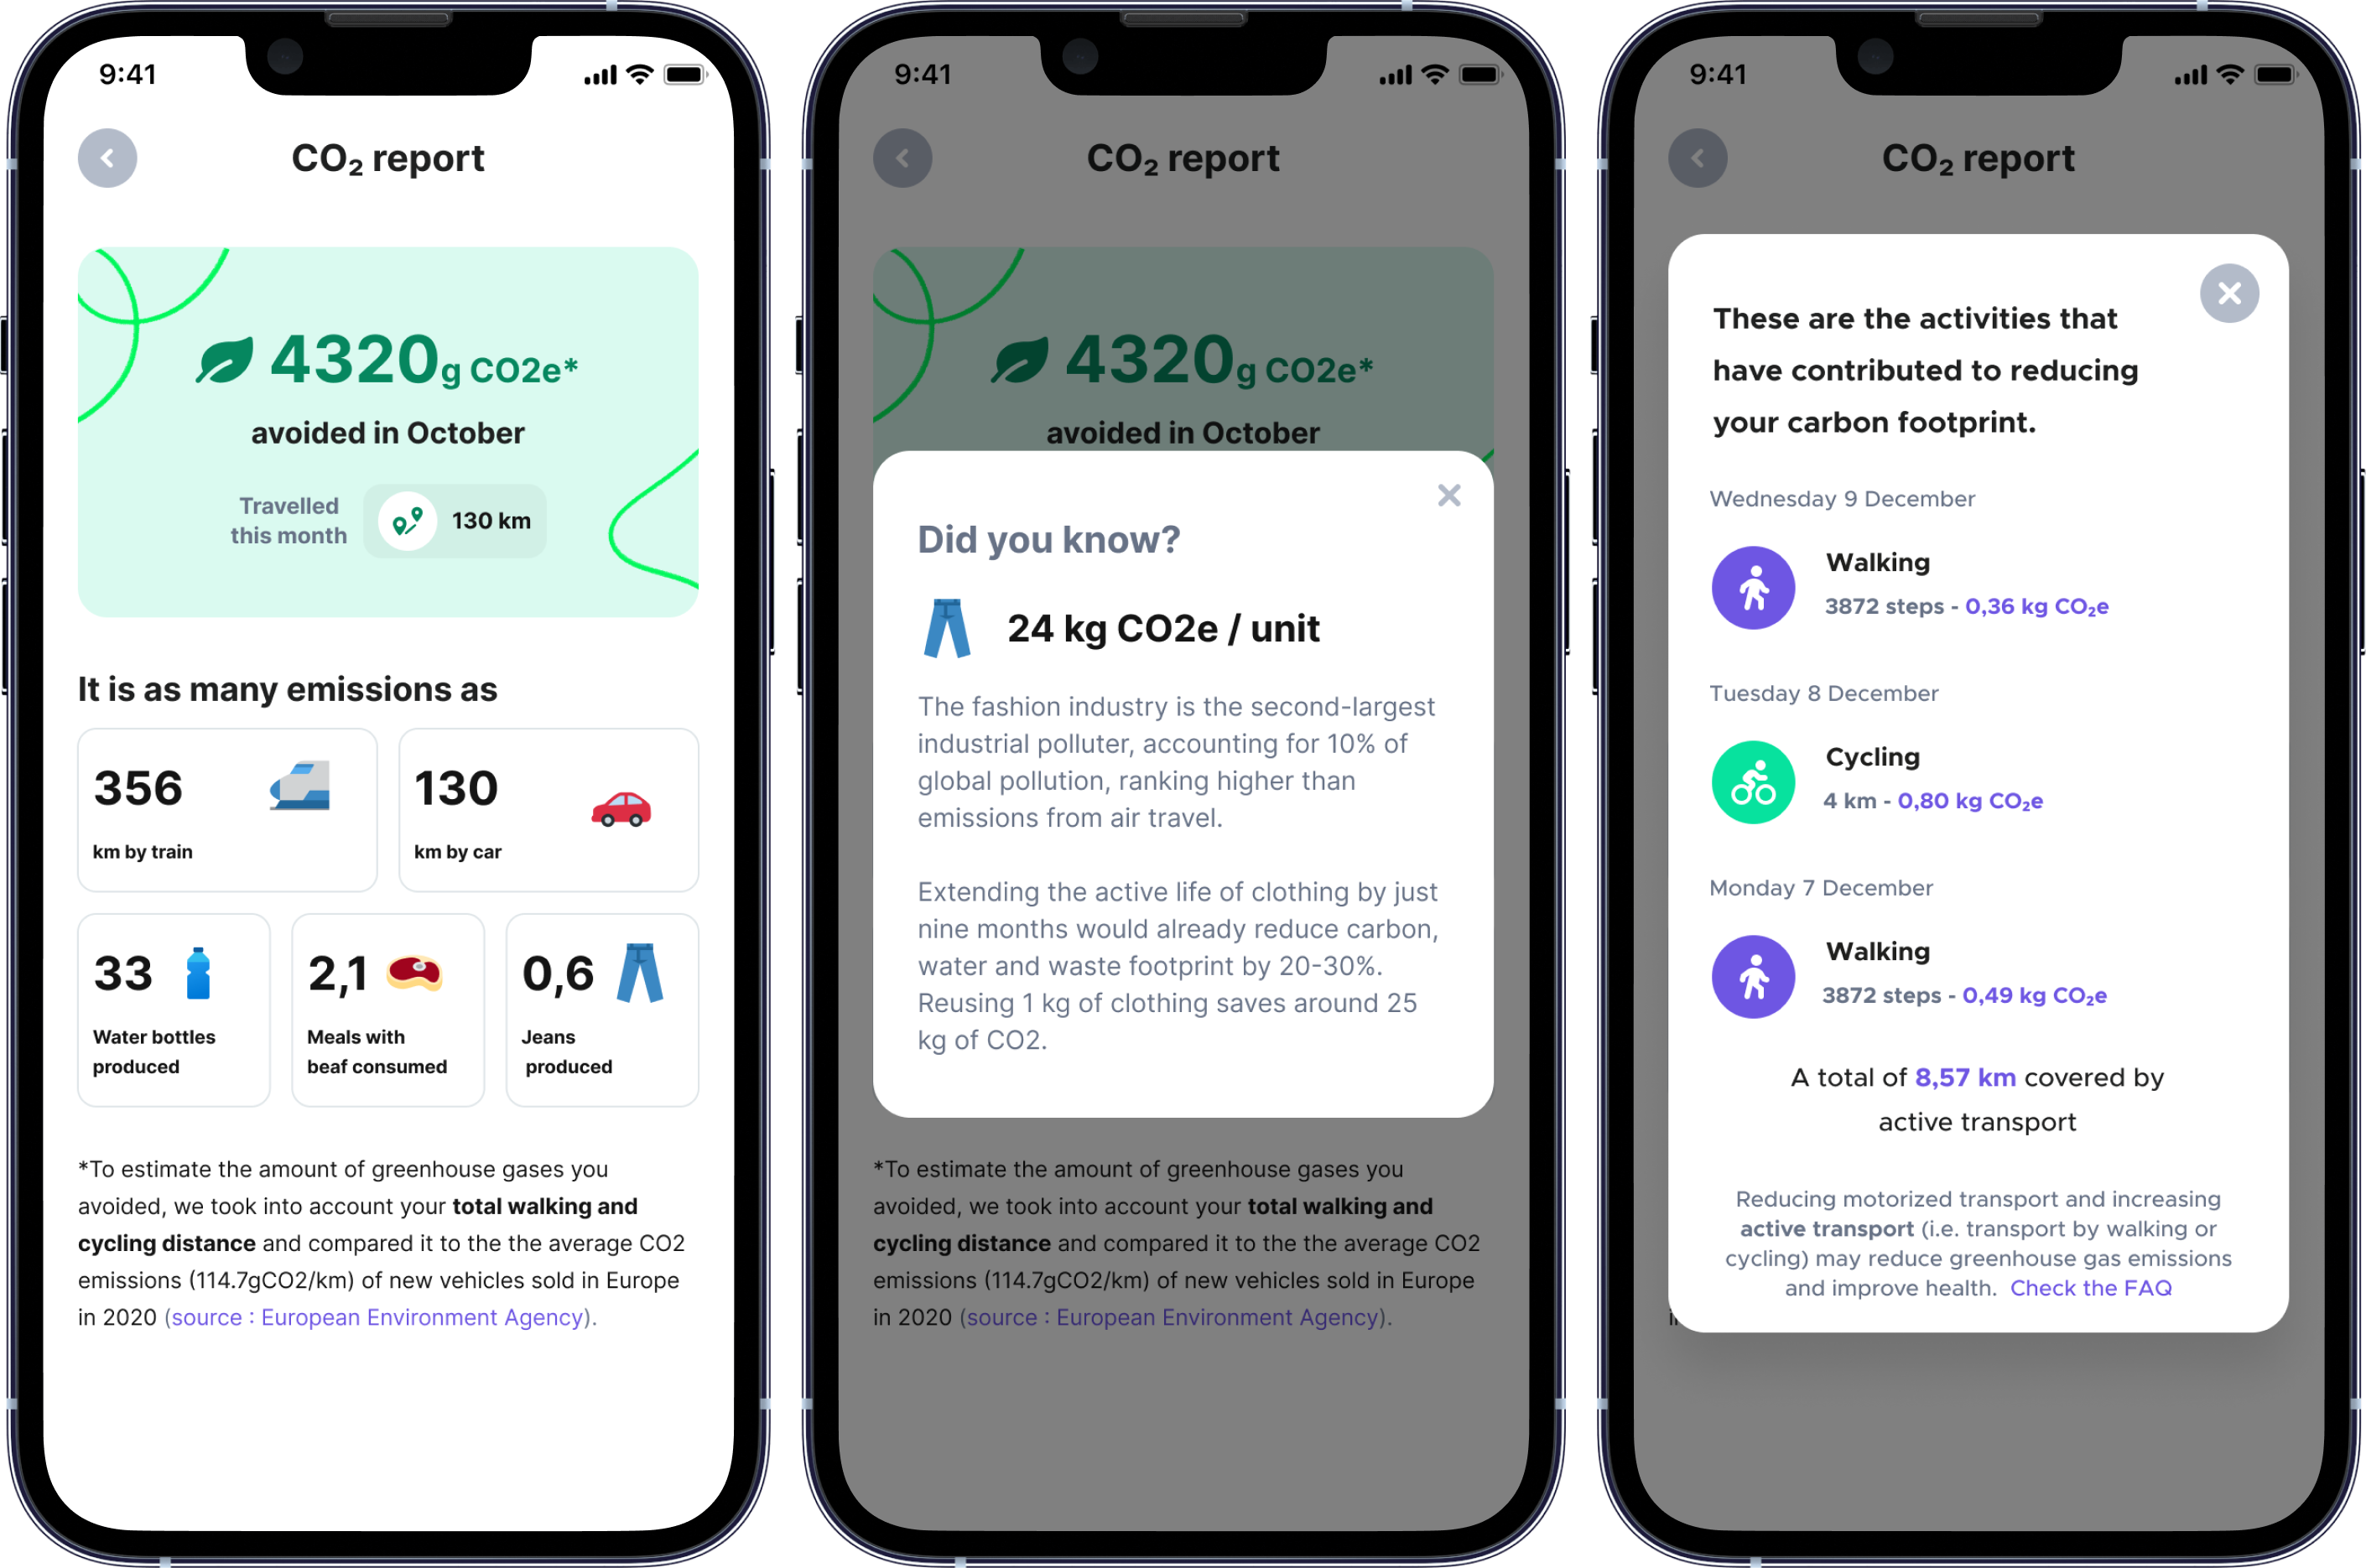 9:41
CO₂ report
4320g CO2e*
avoided in October
Travelled
this month
130 km
It is as many emissions as
356
km by train
130
km by car
33
Water bottles
produced
2,1
Meals with
beef consumed
0,6
Jeans
produced
*To estimate the amount of greenhouse gases you
avoided, we took into account your total walking and
cycling distance and compared it to the the average CO2
emissions (114.7gCO2/km) of new vehicles sold in Europe
in 2020 (source : European Environment Agency).
9:41
CO₂ report
4320g CO2e*
avoided in October
Did you know?
24 kg CO2e / unit
The fashion industry is the second-largest
industrial polluter, accounting for 10% of
global pollution, ranking higher than
emissions from air travel.
Extending the active life of clothing by just
nine months would already reduce carbon,
water and waste footprint by 20-30%.
Reusing 1 kg of clothing saves around 25
kg of CO2.
*To estimate the amount of greenhouse gases you
avoided, we took into account your total walking and
cycling distance and compared it to the the average CO2
emissions (114.7gCO2/km) of new vehicles sold in Europe
in 2020 (source : European Environment Agency).
9:41
CO₂ report
These are the activities that
have contributed to reducing
your carbon footprint.
Wednesday 9 December
Walking
3872 steps - 0,36 kg CO₂e
Tuesday 8 December
Cycling
4 km - 0,80 kg CO₂e
Monday 7 December
Walking
3872 steps - 0,49 kg CO₂e
A total of 8,57 km covered by
active transport
Reducing motorized transport and increasing
active transport (i.e. transport by walking or
cycling) may reduce greenhouse gas emissions
and improve health. Check the FAQ